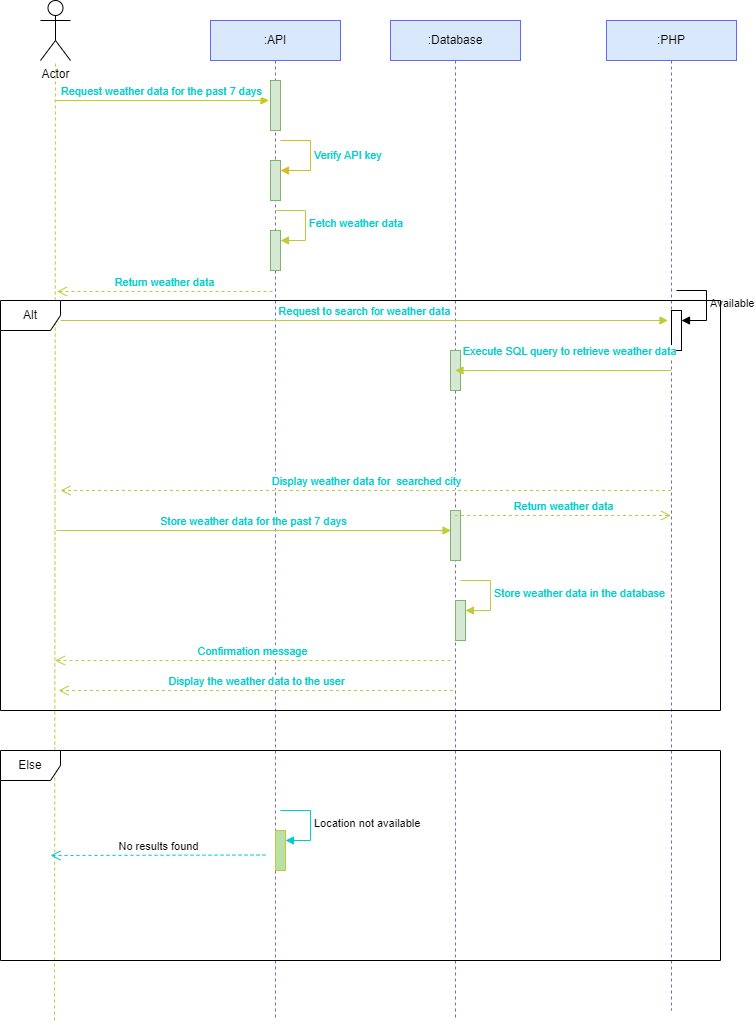 :API
:Database
:PHP
Actor
Request weather data for the past 7 days
Verify API key
Fetch weather data
Return weather data
Available
Alt
Request to search for weather data
Execute SQL query to retrieve weather data
Display weather data for  searched city
Return weather data
Store weather data for the past 7 days
Store weather data in the database
Confirmation message
Display the weather data to the user
Else
Location not available
No results found